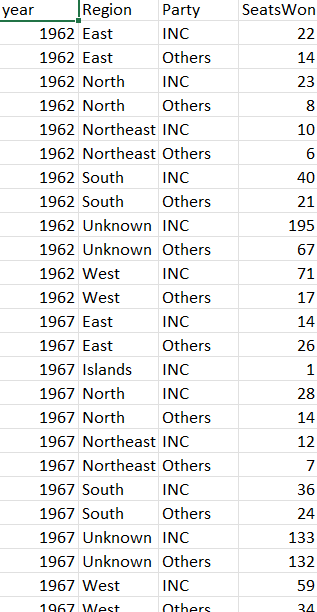 year Region Party SeatsWon
1962 East INC 22
1962 East Others 14
1962 North INC 23
1962 North Others 8
1962 Northeast INC 10
1962 Northeast Others 6
1962 South INC 40
1962 South Others 21
1962 Unknown INC 195
1962 Unknown Others 67
1962 West INC 71
1962 West Others 17
1967 East INC 14
1967 East Others 26
1967 Islands INC 1
1967 North INC 28
1967 North Others 14
1967 Northeast INC 12
1967 Northeast Others 7
1967 South INC 36
1967 South Others 24
1967 Unknown INC 133
1967 Unknown Others 132
1967 West INC 59
1967 West Others 34